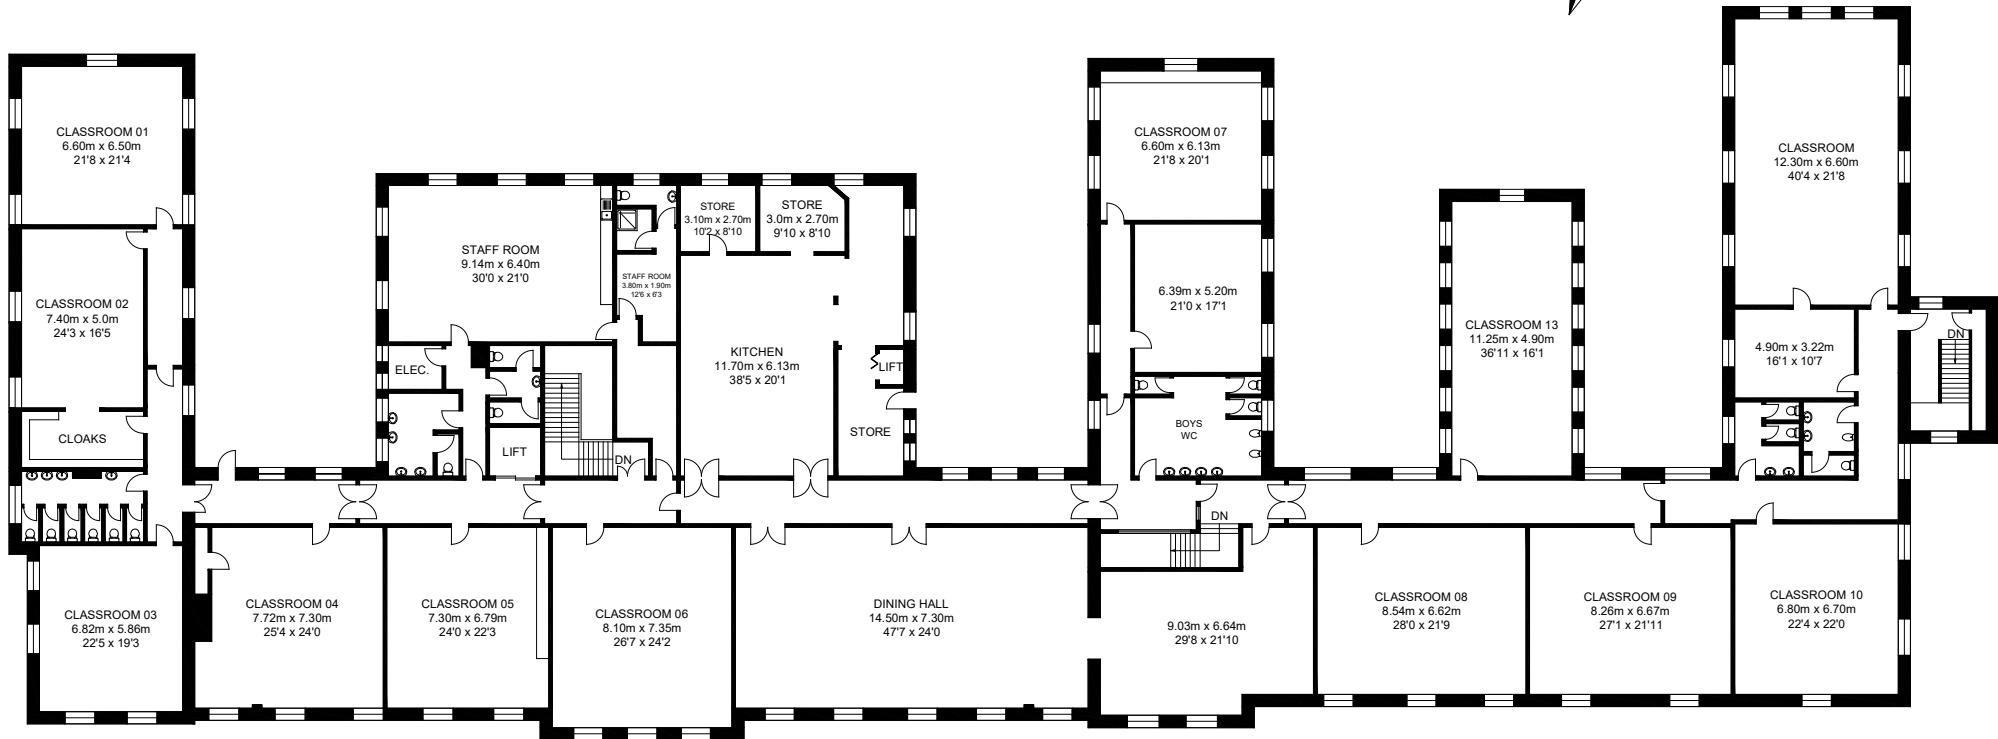 CLASSROOM 01
6.60m x 6.50m
21'8 x 21'4
CLASSROOM 02
7.40m x 5.0m
24'3 x 16'5
CLOAKS
CLASSROOM 03
6.82m x 5.86m
22'5 x 19'3
CLASSROOM 04
7.72m x 7.30m
25'4 x 24'0
STAFF ROOM
9.14m x 6.40m
30'0 x 21'0
ELEC.
LIFT
DN
STAFF ROOM
3.80m x 1.90m
12'6 x 6'3
STORE
3.10m x 2.70m
10'2 x 8'10
STORE
3.0m x 2.70m
9'10 x 8'10
KITCHEN
11.70m x 6.13m
38'5 x 20'1
LIFT
STORE
CLASSROOM 05
7.30m x 6.79m
24'0 x 22'3
CLASSROOM 06
8.10m x 7.35m
26'7 x 24'2
DINING HALL
14.50m x 7.30m
47'7 x 24'0
CLASSROOM 07
6.60m x 6.13m
21'8 x 20'1
6.39m x 5.20m
21'0 x 17'1
BOYS
WC
DN
9.03m x 6.64m
29'8 x 21'10
CLASSROOM 08
8.54m x 6.62m
28'0 x 21'9
CLASSROOM 13
11.25m x 4.90m
36'11 x 16'1
CLASSROOM 09
8.26m x 6.67m
27'1 x 21'11
CLASSROOM
12.30m x 6.60m
40'4 x 21'8
4.90m x 3.22m
16'1 x 10'7
DN
CLASSROOM 10
6.80m x 6.70m
22'4 x 22'0